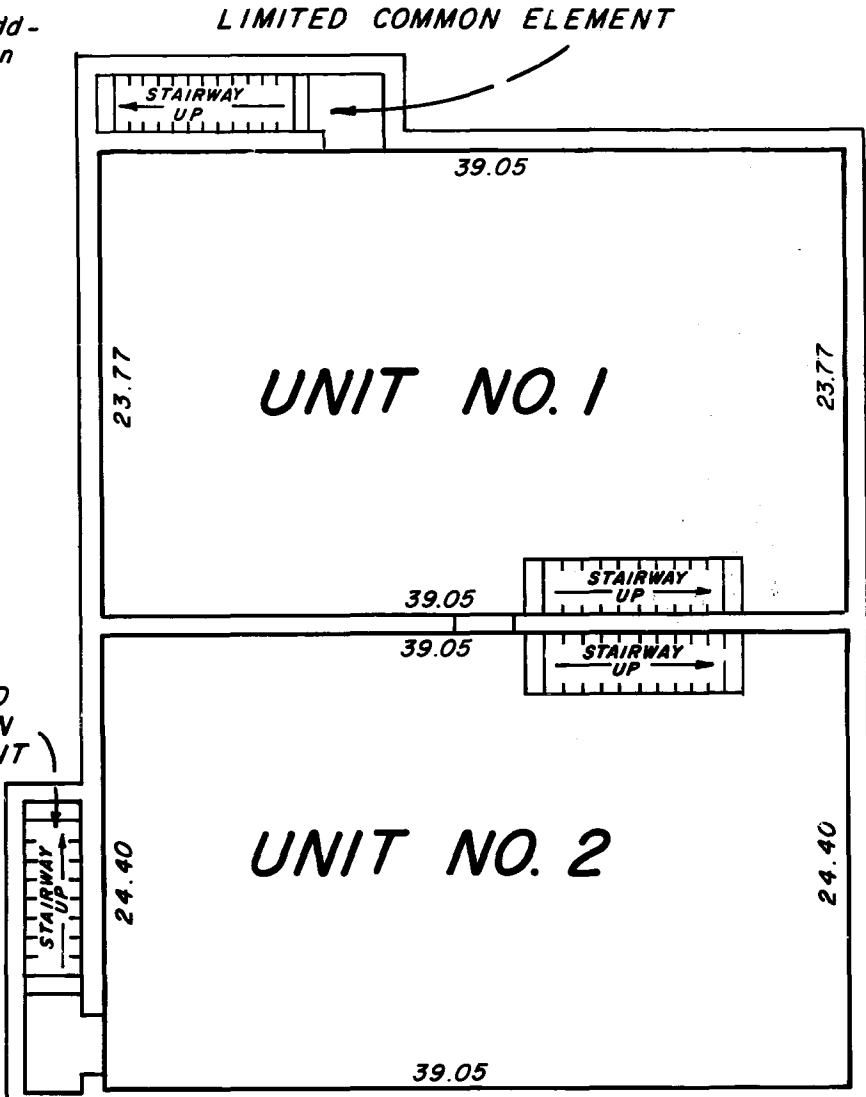 LIMITED COMMON ELEMENT
STAIRWAY
UP
39.05
23.77
UNIT NO. 1
23.77
STAIRWAY
UP
39.05
39.05
STAIRWAY
UP
24.40
STAIRWAY
UP
UNIT NO. 2
24.40
39.05